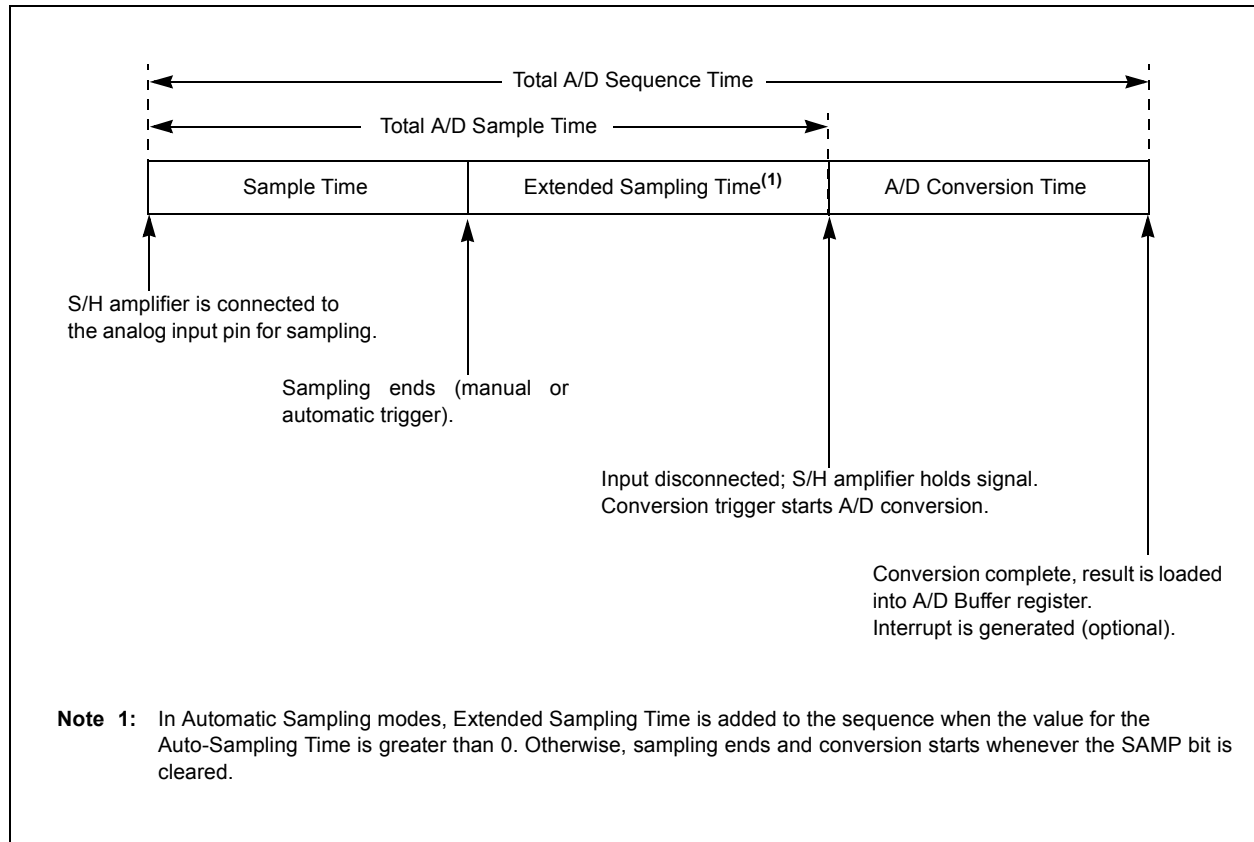 Total A/D Sequence Time
Total A/D Sample Time
Sample Time
Extended Sampling Time(1)
A/D Conversion Time
S/H amplifier is connected to
the analog input pin for sampling.
Sampling ends (manual or
automatic trigger).
Input disconnected; S/H amplifier holds signal.
Conversion trigger starts A/D conversion.
Conversion complete, result is loaded
into A/D Buffer register.
Interrupt is generated (optional).
Note 1: In Automatic Sampling modes, Extended Sampling Time is added to the sequence when the value for the
Auto-Sampling Time is greater than 0. Otherwise, sampling ends and conversion starts whenever the SAMP bit is
cleared.